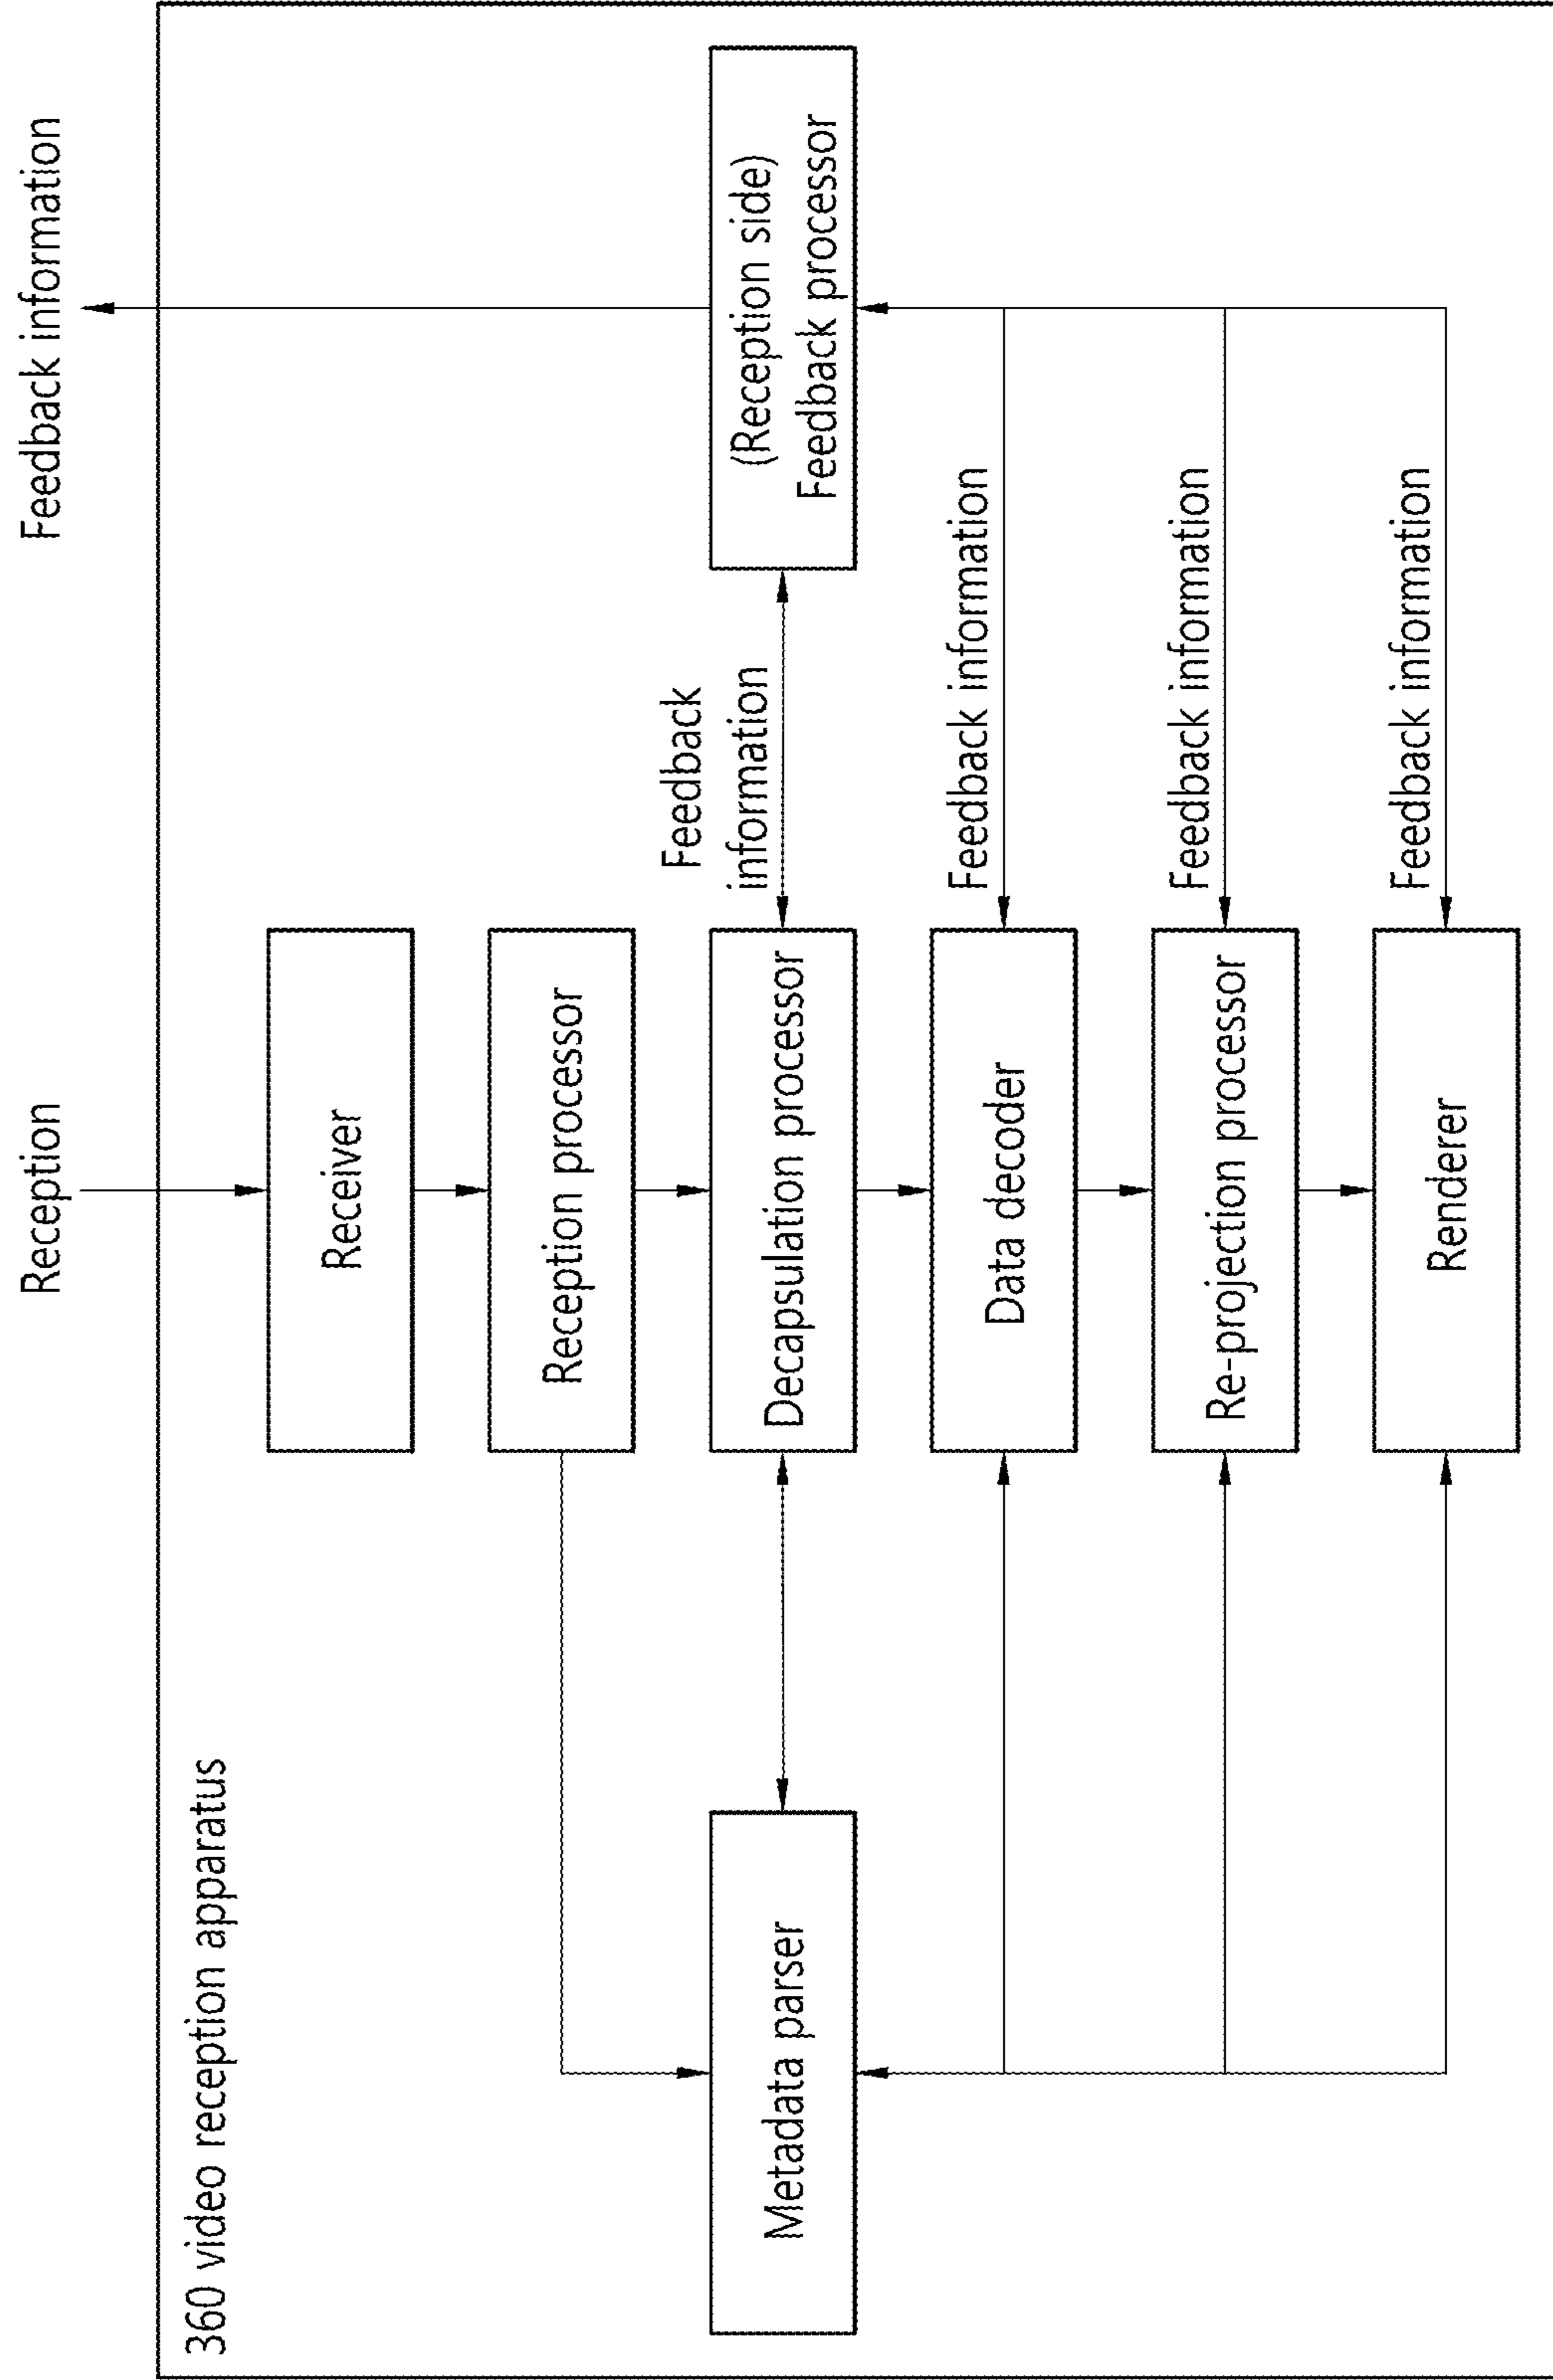 Reception
Feedback information
360 video reception apparatus
Receiver
Reception processor
Metadata parser
Decapsulation processor
Feedback
information
(Reception side)
Feedback processor
Data decoder
Feedback information
Re-projection processor
Feedback information
Renderer
Feedback information